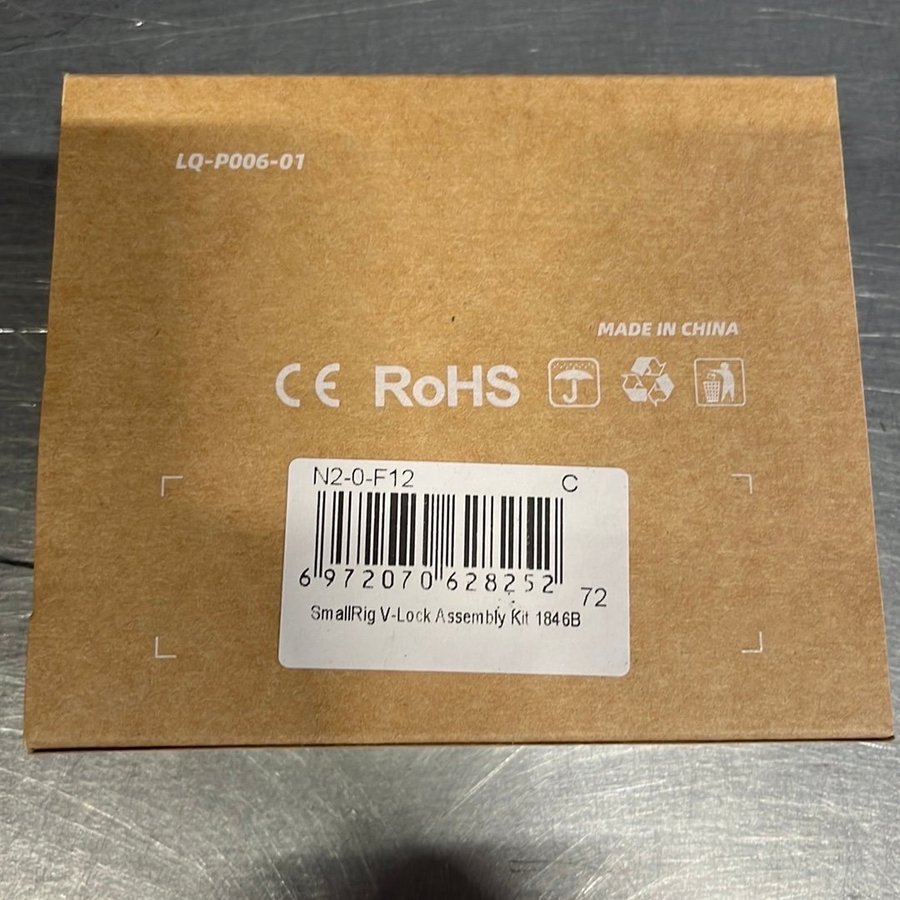 LQ-P006-01
MADE IN CHINA
CE RoHS
N2-0-F12 C
6 972070 628252 72
SmallRig V-Lock Assembly Kit 1846B